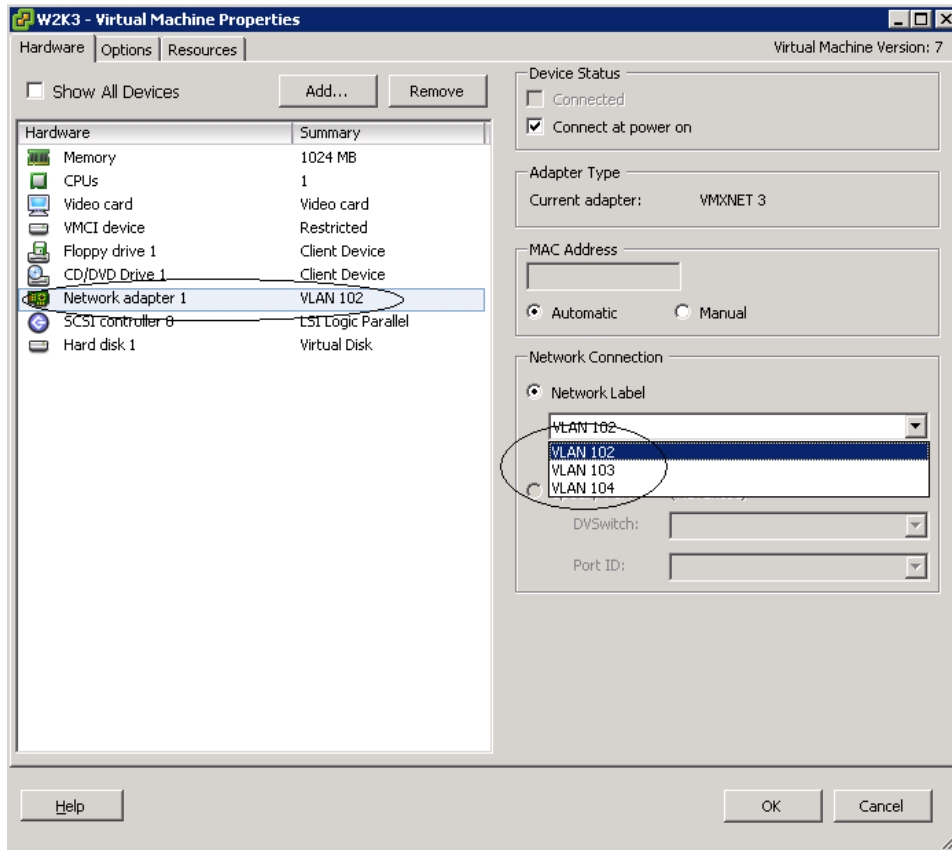 W2K3 - Virtual Machine Properties
Hardware Options Resources Virtual Machine Version: 7
Show All Devices Add... Remove
Hardware Summary
Memory 1024 MB
CPUs 1
Video card Video card
VMCI device Restricted
Floppy drive 1 Client Device
CD/DVD Drive 1 Client Device
Network adapter 1 VLAN 102
SCSI controller 0 LSI Logic Parallel
Hard disk 1 Virtual Disk
Device Status
Connected
Connect at power on
Adapter Type
Current adapter: VMXNET 3
MAC Address
Automatic Manual
Network Connection
Network Label
VLAN 102
VLAN 102
VLAN 103
VLAN 104
DVSwitch:
Port ID:
Help OK Cancel